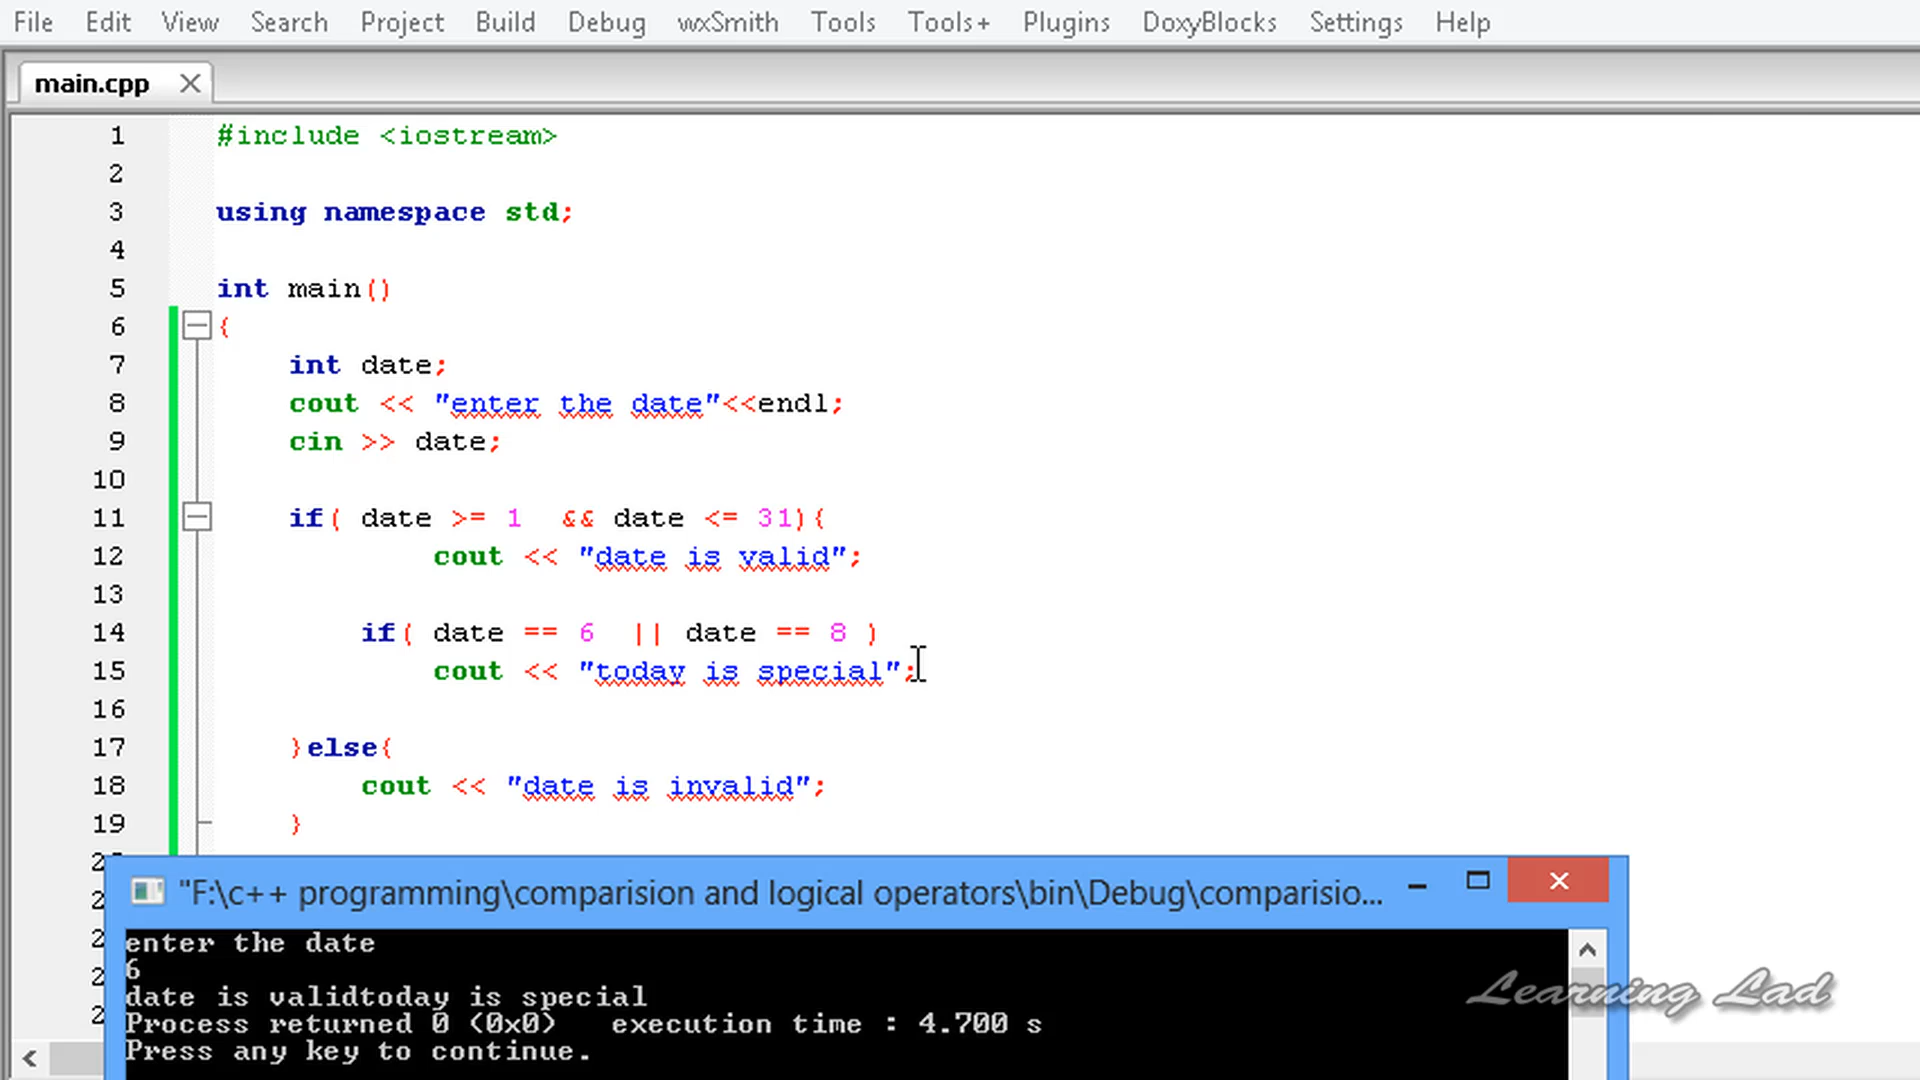 File Edit View Search Project Build Debug wxSmith Tools Tools+ Plugins DoxyBlocks Settings Help
main.cpp
1 #include <iostream>
2
3 using namespace std;
4
5 int main()
6 {
7 int date;
8 cout << "enter the date"<<endl;
9 cin >> date;
10
11 if( date >= 1  && date <= 31){
12 cout << "date is valid";
13
14 if( date == 6  || date == 8 )
15 cout << "today is special";
16
17 }else{
18 cout << "date is invalid";
19 }
"F:\c++ programming\comparision and logical operators\bin\Debug\comparisio...
enter the date
6
date is validtoday is special
Process returned 0 (0x0)   execution time : 4.700 s
Press any key to continue.
Learning Lad